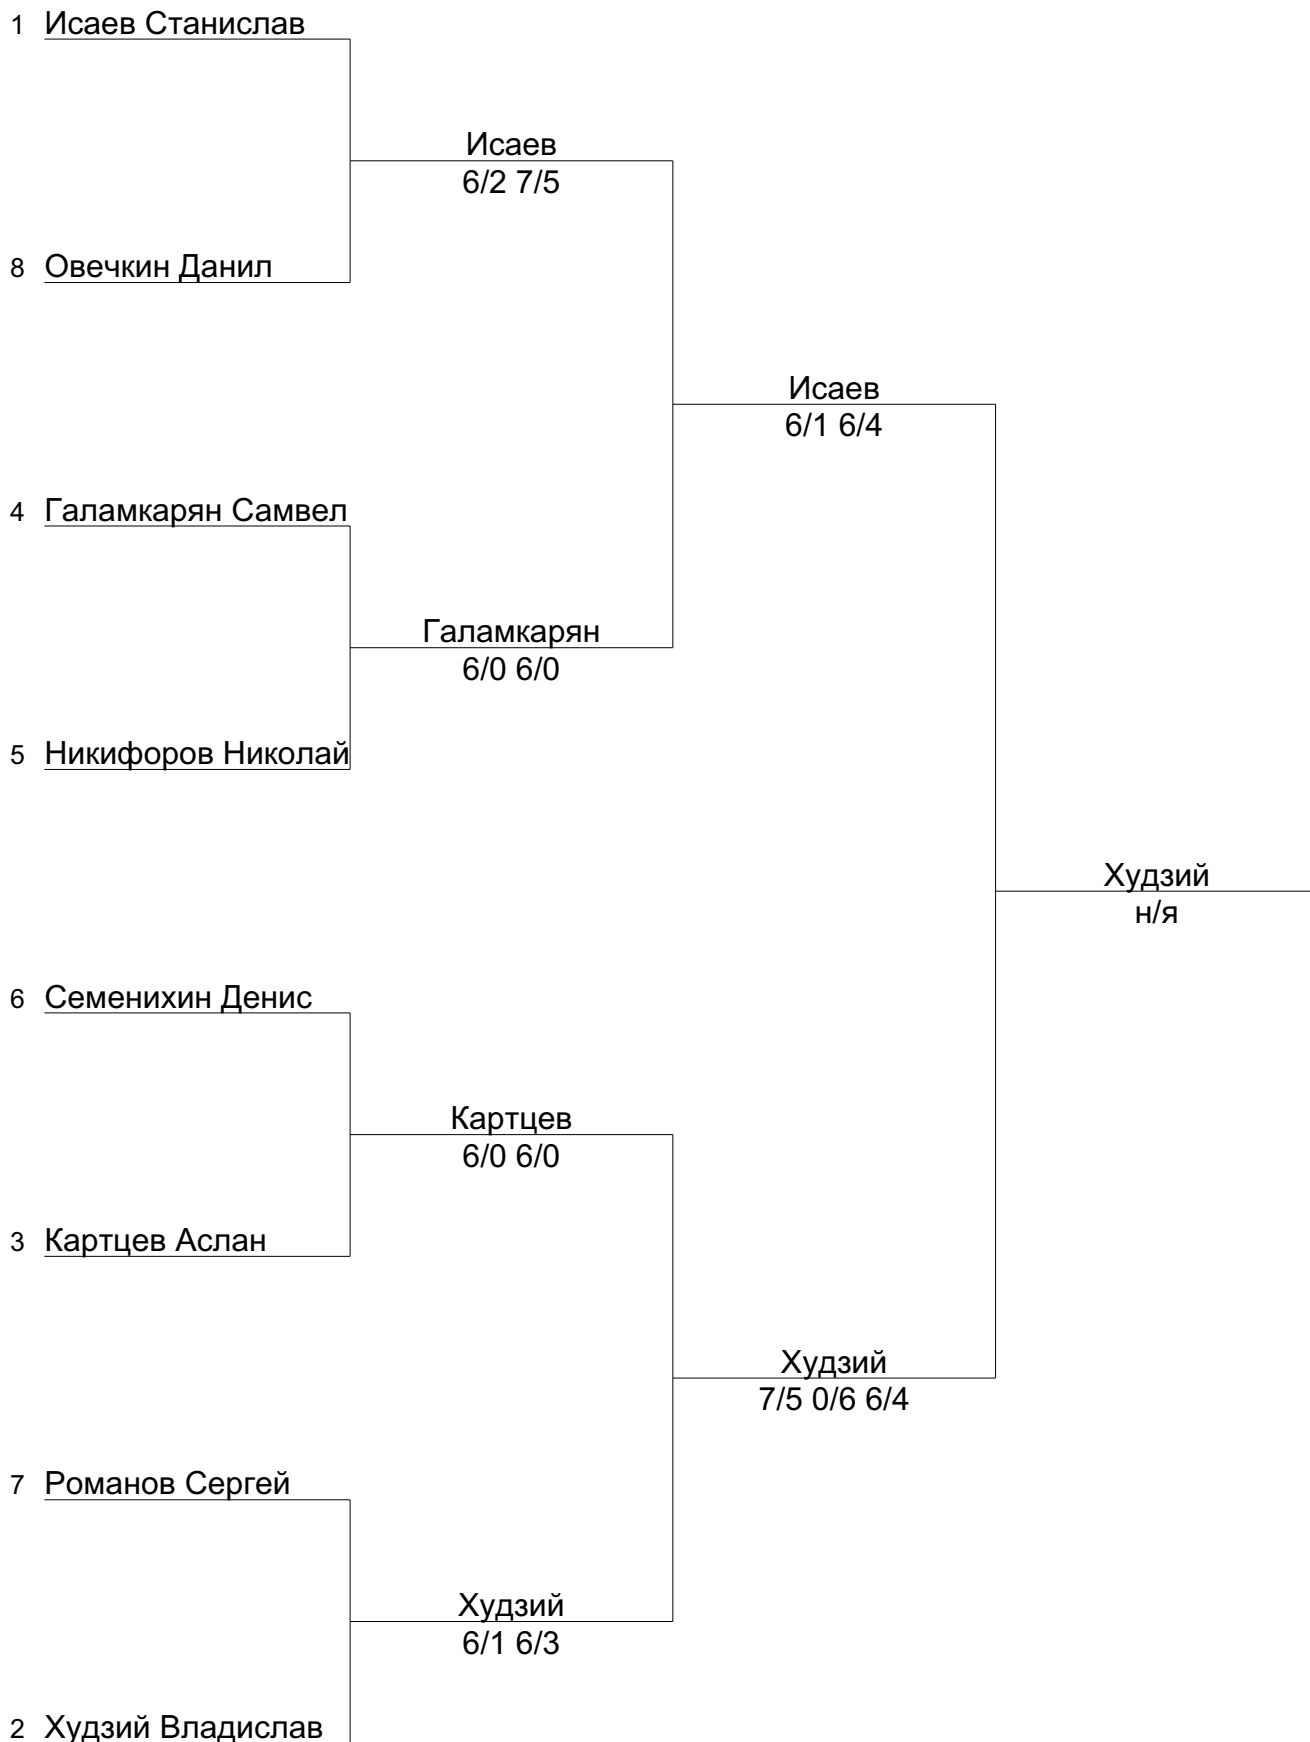 1 Исаев Станислав
Исаев
6/2 7/5
8 Овечкин Данил
Исаев
6/1 6/4
4 Галамкарян Самвел
Галамкарян
6/0 6/0
5 Никифоров Николай
Худзий
н/я
6 Семенихин Денис
Картцев
6/0 6/0
3 Картцев Аслан
Худзий
7/5 0/6 6/4
7 Романов Сергей
Худзий
6/1 6/3
2 Худзий Владислав